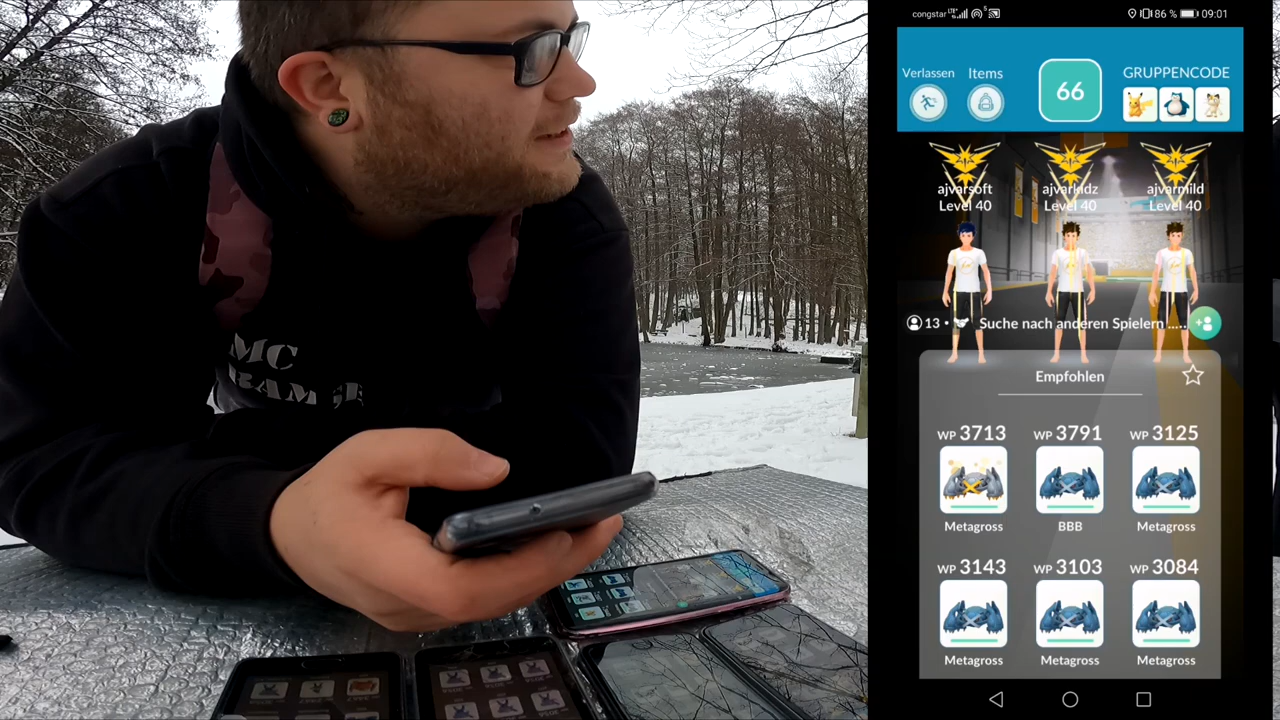 MC
congstar 86 % 09:01
Verlassen Items 66 GRUPPENCODE
ajvarsoft ajvarkidz ajvarmild
Level 40 Level 40 Level 40
13 • Suche nach anderen Spielern .....
Empfohlen
WP 3713 WP 3791 WP 3125
Metagross BBB Metagross
WP 3143 WP 3103 WP 3084
Metagross Metagross Metagross